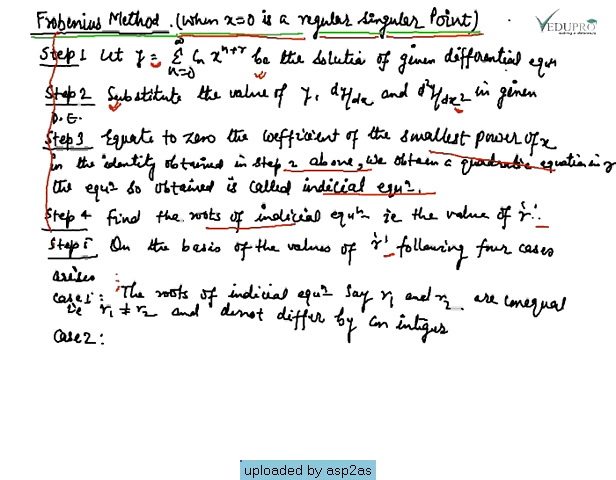 Frobenius Method. (when x=0 is a regular singular Point)
VEDUPRO
Step 1 Let y = ∞Σn=0 Cn x^n+r be the solution of given differential equn
Step 2 Substitute the value of y, dy/dx and d²y/dx² in given
D.E.
Step 3 Equate to zero the coefficient of the smallest power of x
in the identity obtained in step 2 above, we obtain a quadratic equation in r
the equn so obtained is called indicial equn.
Step 4 Find the roots of indicial equn ie the value of 'r'.
Step 5 On the basis of the values of 'r' following four cases
arises
Case 1: The roots of indicial equn say r1 and r2 are unequal
ie r1 ≠ r2 and donot differ by an integer
Case 2:
uploaded by asp2as